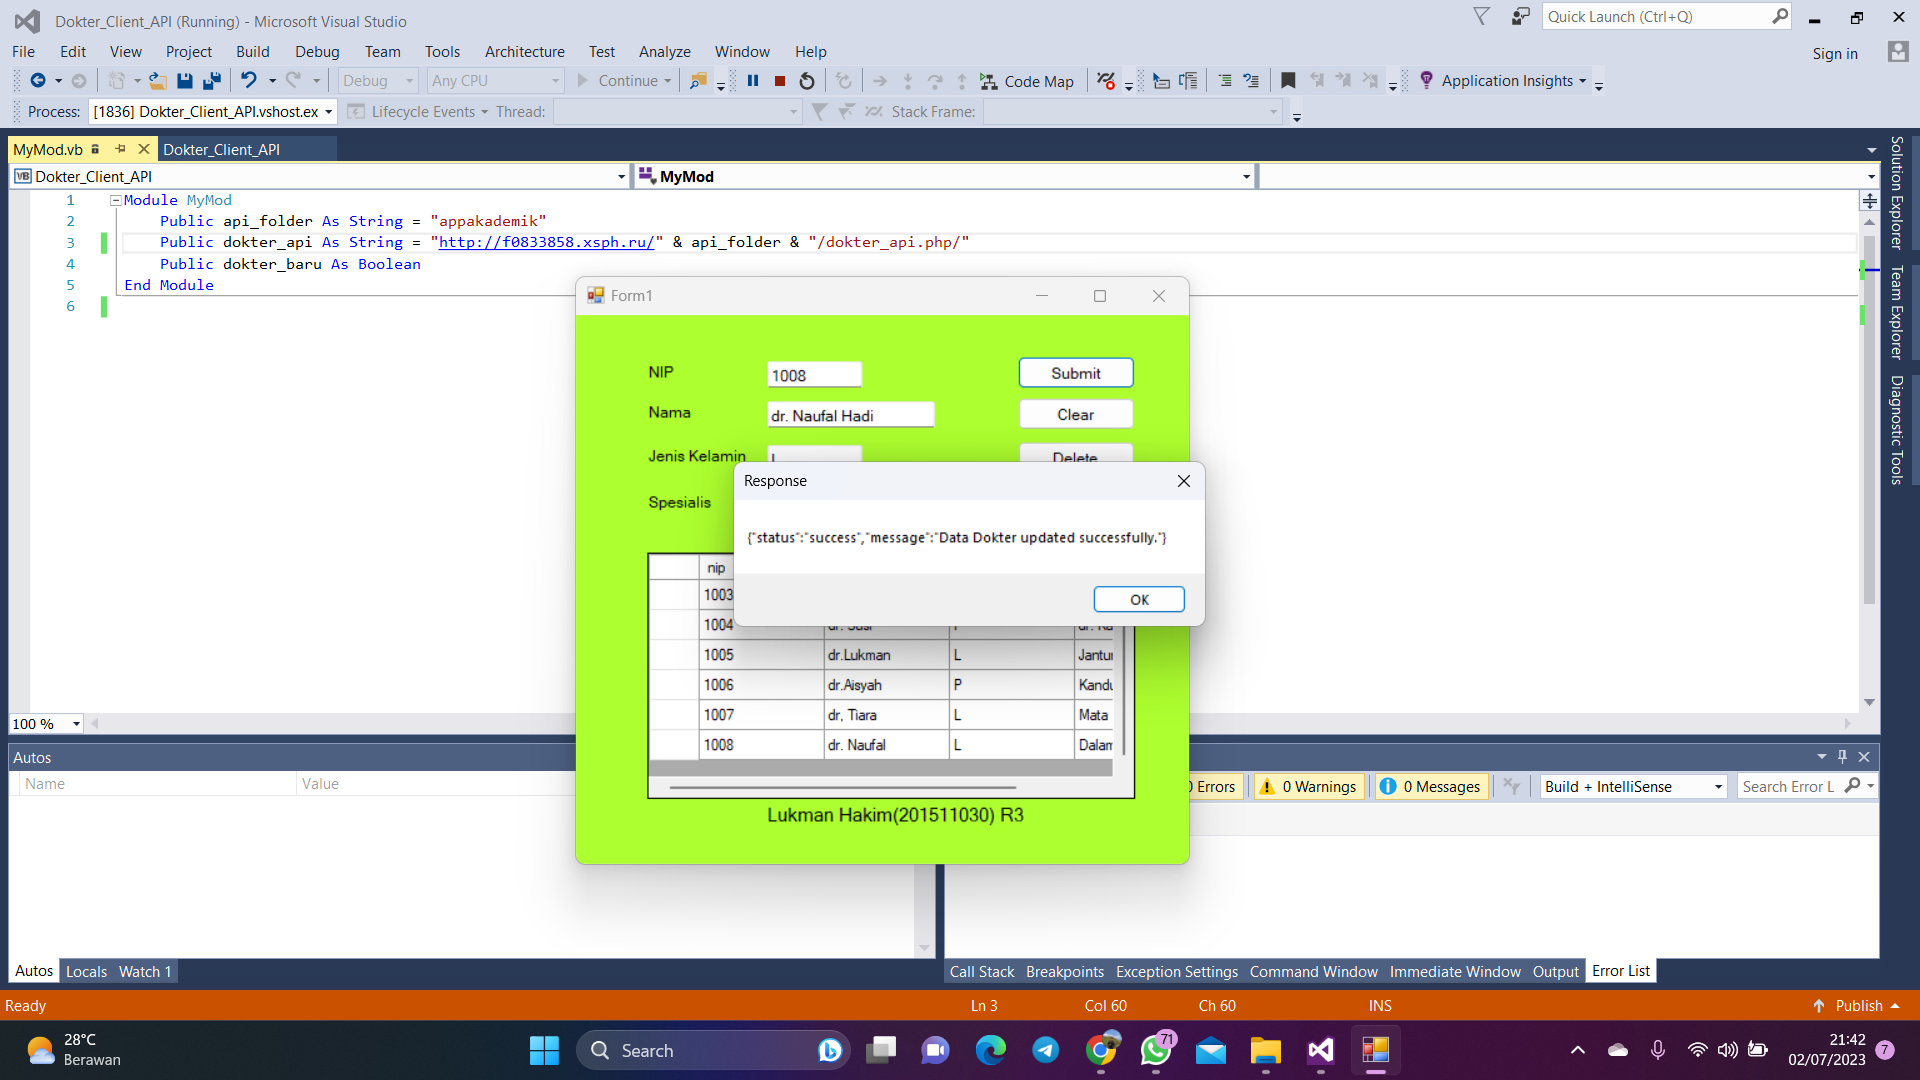 Dokter_Client_API (Running) - Microsoft Visual Studio
Quick Launch (Ctrl+Q)
File Edit View Project Build Debug Team Tools Architecture Test Analyze Window Help
Sign in
Debug Any CPU Continue Code Map Application Insights
Process: [1836] Dokter_Client_API.vshost.ex Lifecycle Events Thread: Stack Frame:
MyMod.vb Dokter_Client_API
VB Dokter_Client_API MyMod
1 Module MyMod
2 Public api_folder As String = "appakademik"
3 Public dokter_api As String = "http://f0833858.xsph.ru/" & api_folder & "/dokter_api.php/"
4 Public dokter_baru As Boolean
5 End Module
6
Solution Explorer
Team Explorer
Diagnostic Tools
Form1
NIP 1008 Submit
Nama dr. Naufal Hadi Clear
Jenis Kelamin L Delete
Spesialis
Response
{"status":"success","message":"Data Dokter updated successfully."}
OK
nip
1003
1004 dr. Susi
1005 dr.Lukman L Jantu
1006 dr.Aisyah P Kandu
1007 dr, Tiara L Mata
1008 dr. Naufal L Dalam
Lukman Hakim(201511030) R3
100 %
Autos
Name Value
0 Errors 0 Warnings 0 Messages Build + IntelliSense Search Error L
Autos Locals Watch 1
Call Stack Breakpoints Exception Settings Command Window Immediate Window Output Error List
Ready Ln 3 Col 60 Ch 60 INS Publish
28°C
Berawan
Search
71
21:42
02/07/2023
7